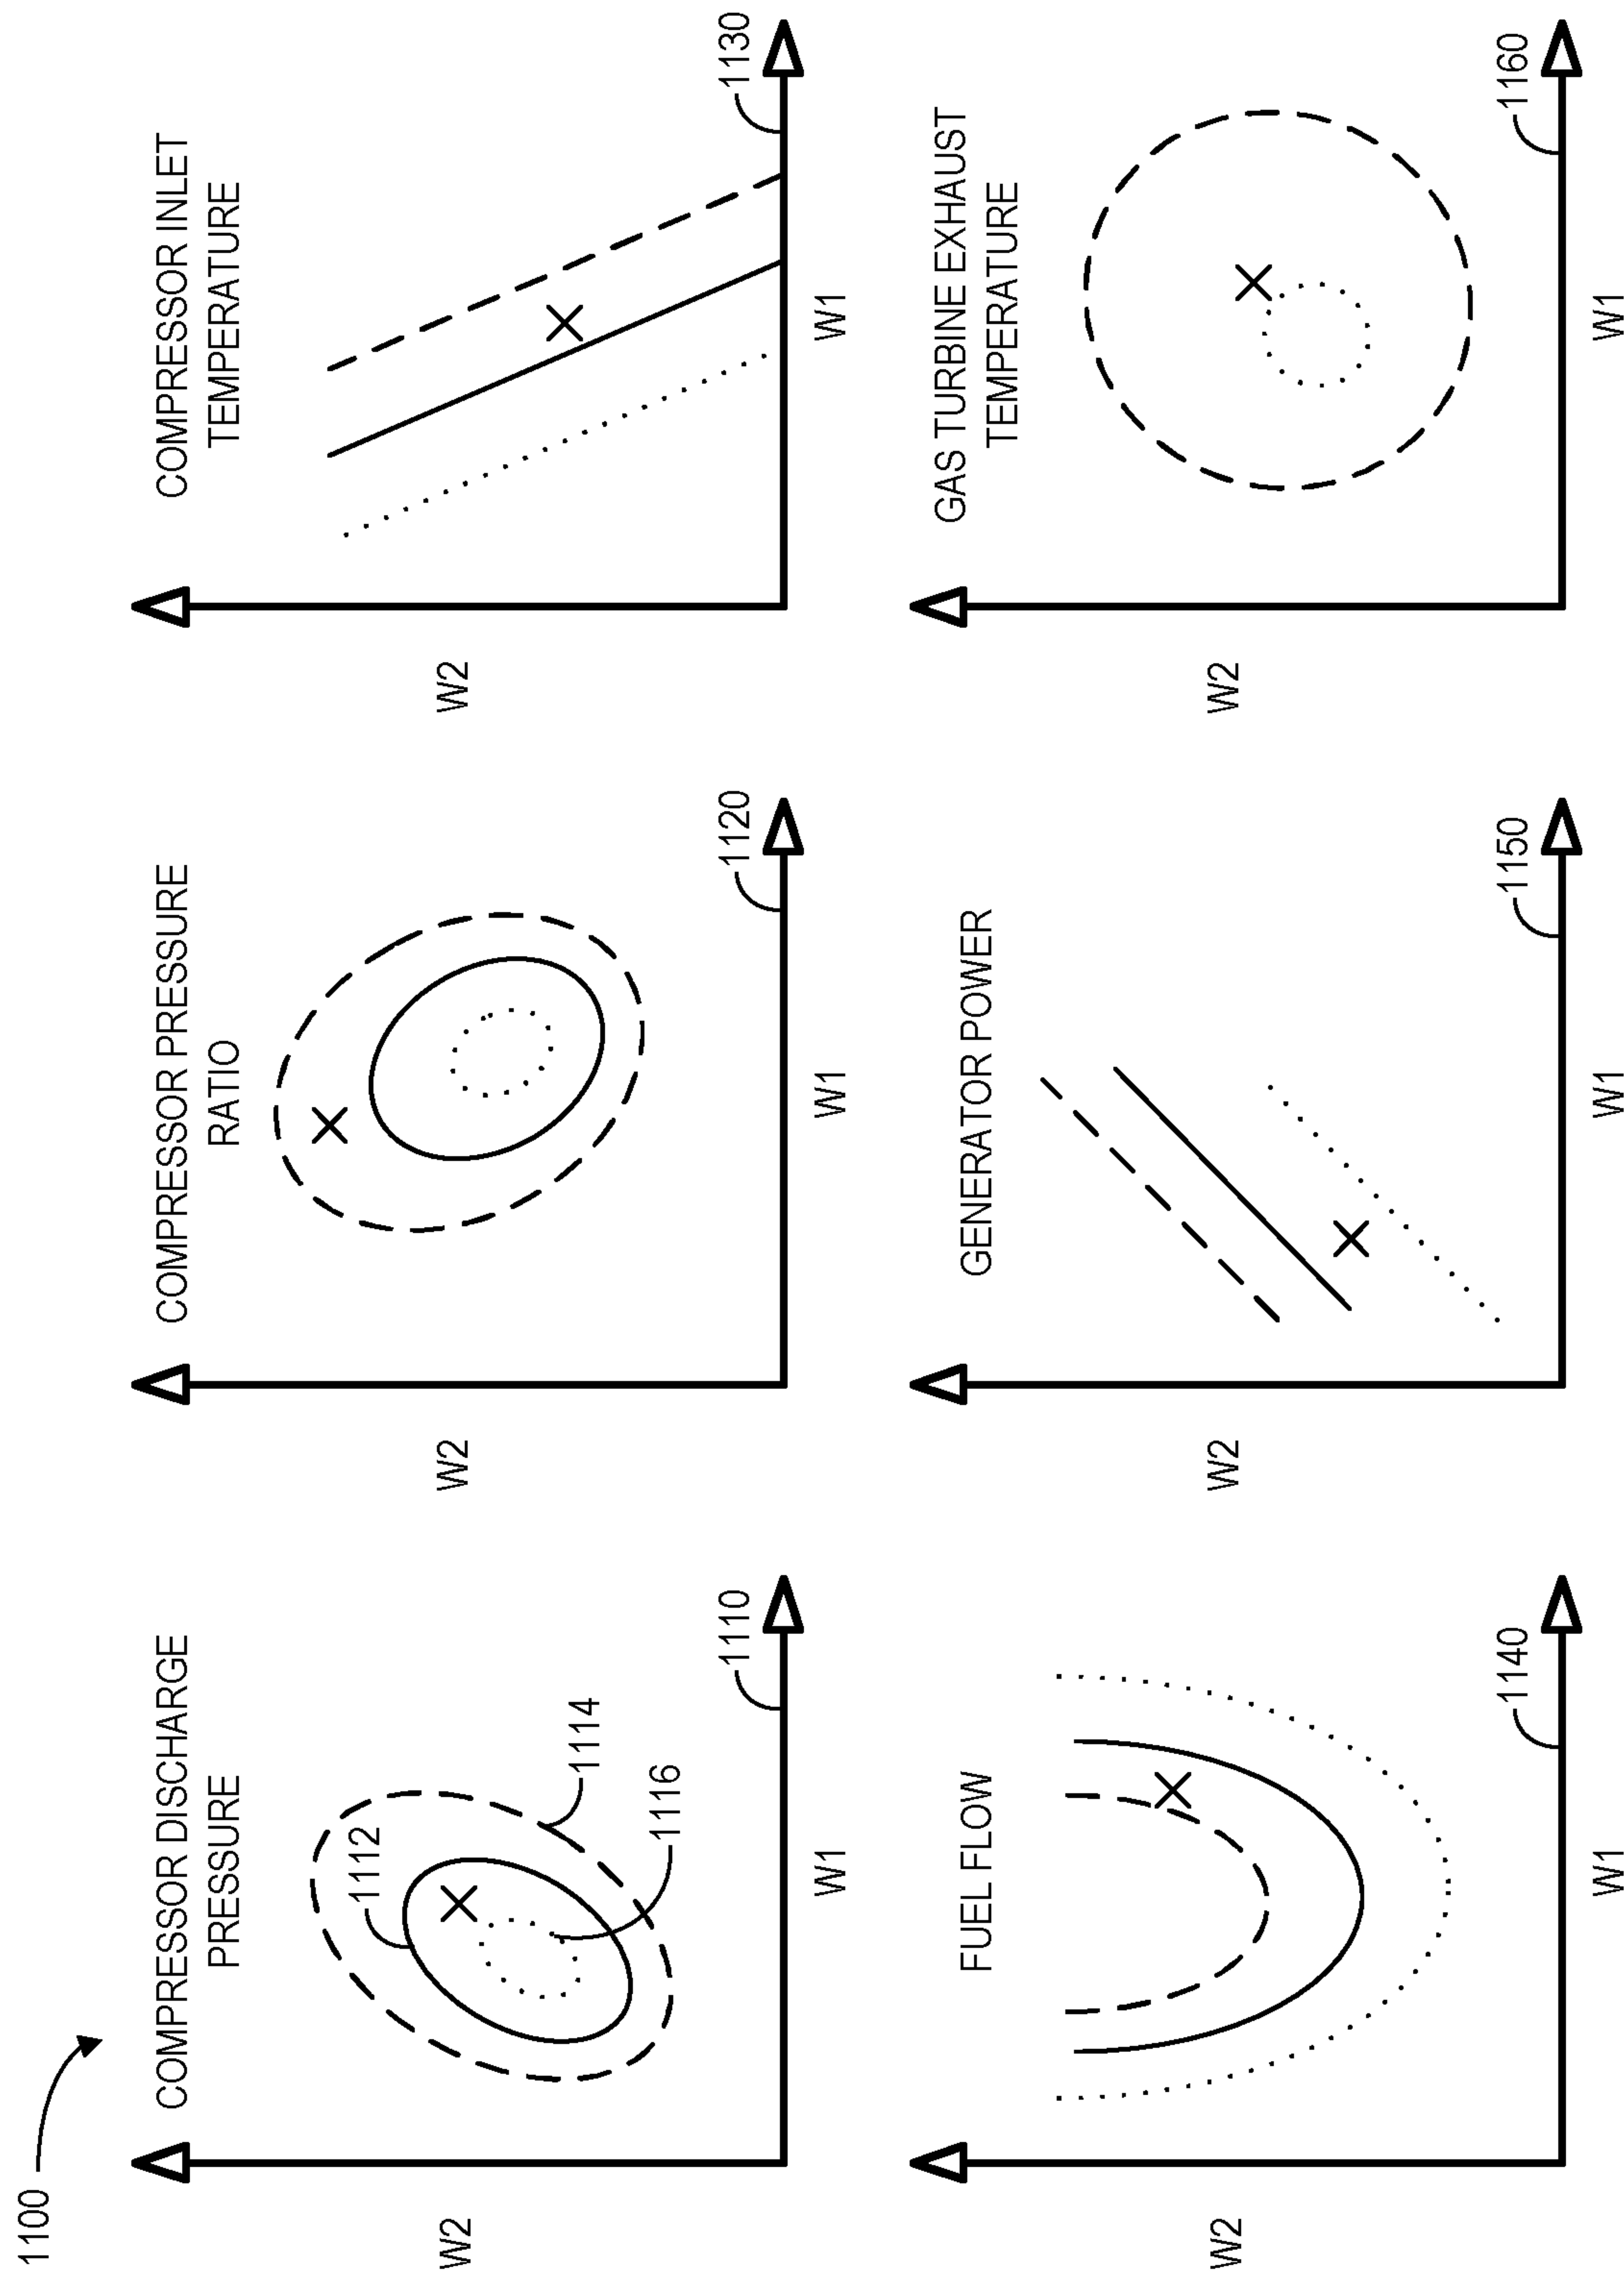 1100
COMPRESSOR DISCHARGE
PRESSURE
W2
1112
1114
1116
1110
W1
COMPRESSOR PRESSURE
RATIO
W2
1120
W1
COMPRESSOR INLET
TEMPERATURE
W2
1130
W1
FUEL FLOW
W2
1140
W1
GENERATOR POWER
W2
1150
W1
GAS TURBINE EXHAUST
TEMPERATURE
W2
1160
W1